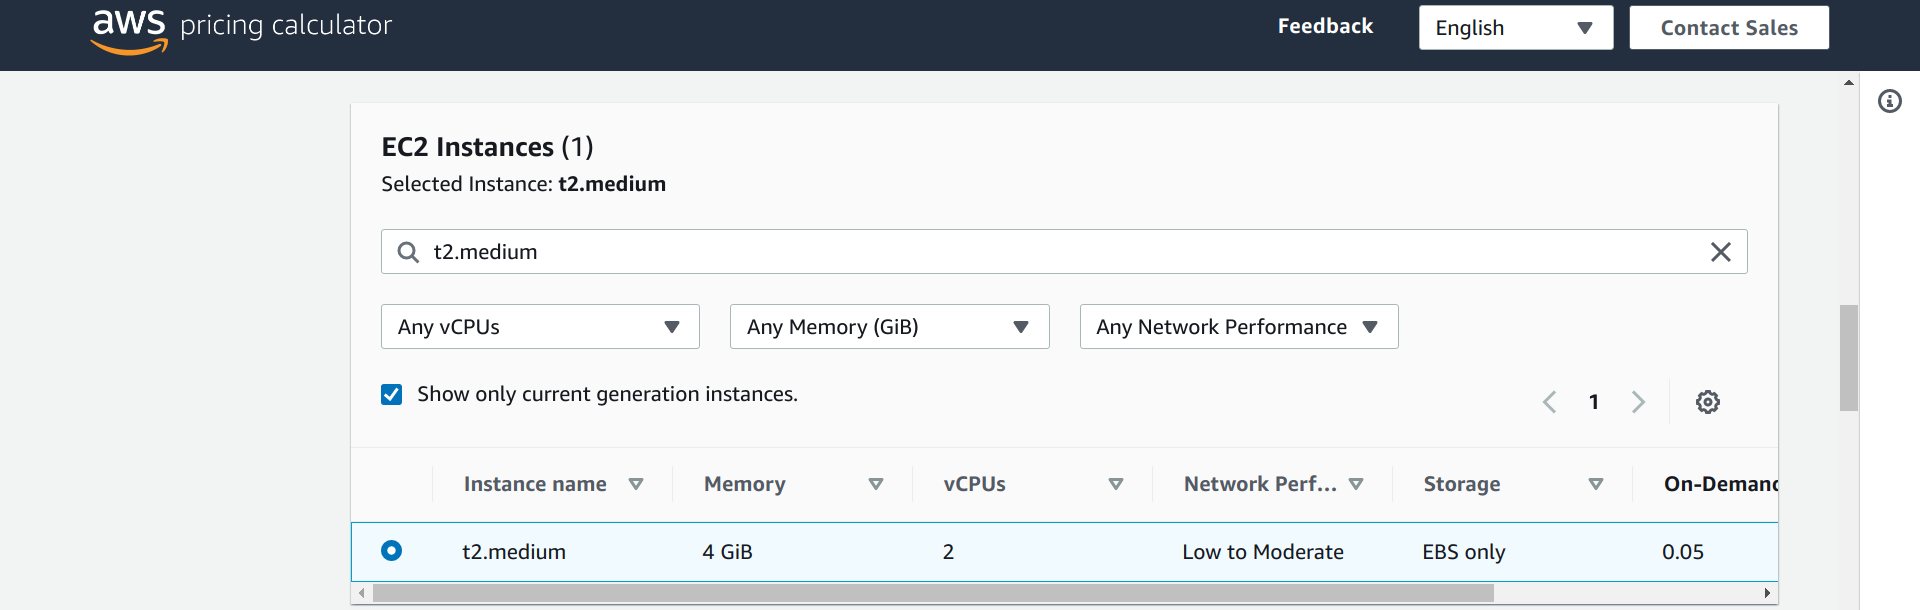 aws pricing calculator
Feedback
English
Contact Sales
EC2 Instances (1)
Selected Instance: t2.medium
t2.medium
Any vCPUs
Any Memory (GiB)
Any Network Performance
Show only current generation instances.
1
Instance name Memory vCPUs Network Perf... Storage On-Demand
t2.medium 4 GiB 2 Low to Moderate EBS only 0.05